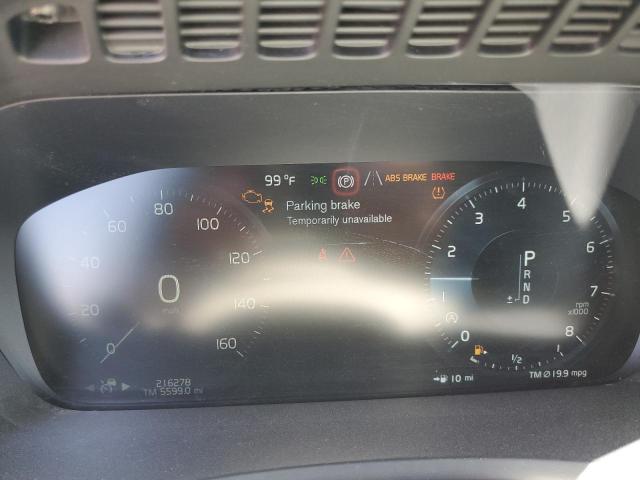 99 °F P ABS BRAKE BRAKE
Parking brake
Temporarily unavailable
0 20 40 60 80 100 120 140 160
0
mph
0 1 2 3 4 5 6 7 8
rpm
x1000
P
R
N
± D
1/2 1
216278
TM 5599.0 mi
10 mi
TM Ø 19.9 mpg